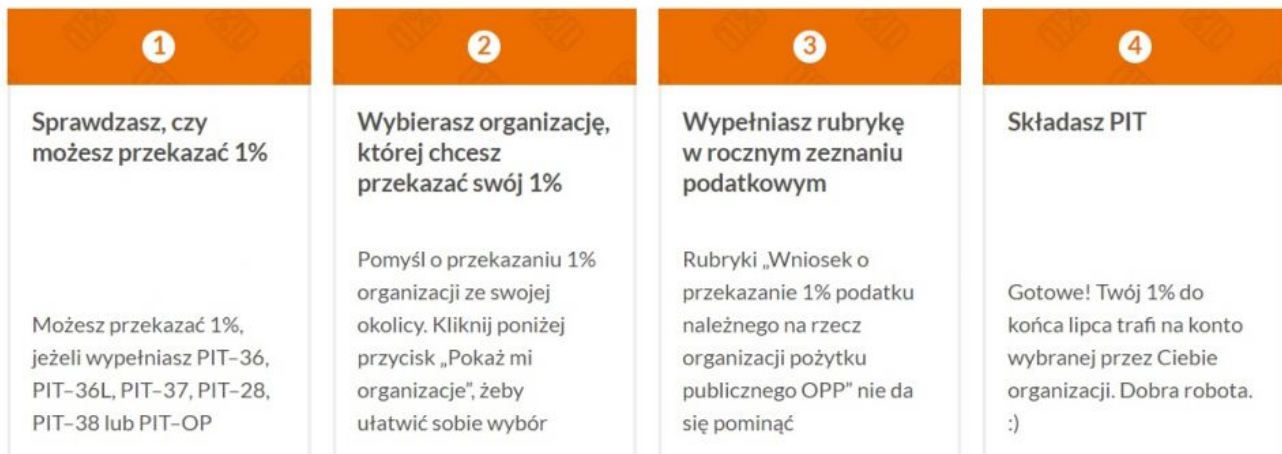 1
Sprawdzasz, czy
możesz przekazać 1%
Możesz przekazać 1%,
jeżeli wypełniasz PIT–36,
PIT–36L, PIT–37, PIT–28,
PIT–38 lub PIT–OP
2
Wybierasz organizację,
której chcesz
przekazać swój 1%
Pomyśl o przekazaniu 1%
organizacji ze swojej
okolicy. Kliknij poniżej
przycisk „Pokaż mi
organizacje”, żeby
ułatwić sobie wybór
3
Wypełniasz rubrykę
w rocznym zeznaniu
podatkowym
Rubryki „Wniosek o
przekazanie 1% podatku
należnego na rzecz
organizacji pożytku
publicznego OPP” nie da
się pominąć
4
Składasz PIT
Gotowe! Twój 1% do
końca lipca trafi na konto
wybranej przez Ciebie
organizacji. Dobra robota.
:)